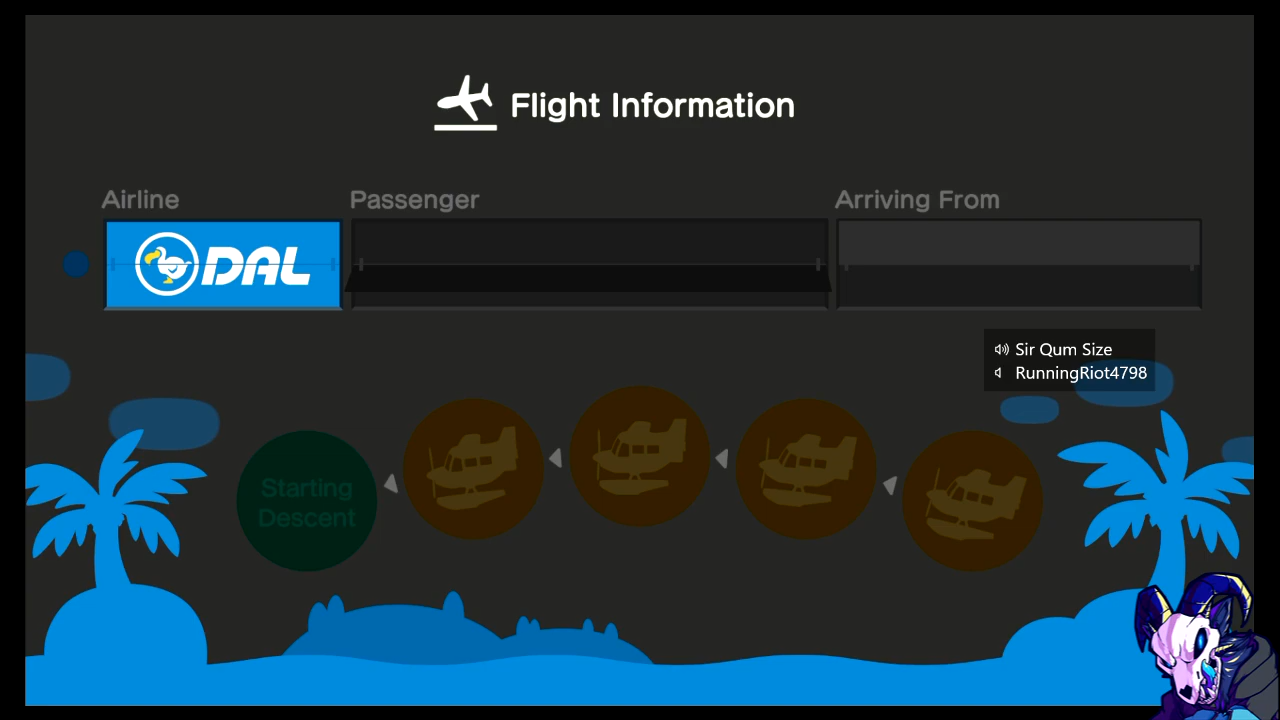 Flight Information
Airline
Passenger
Arriving From
DAL
Sir Qum Size
RunningRiot4798
Starting
Descent